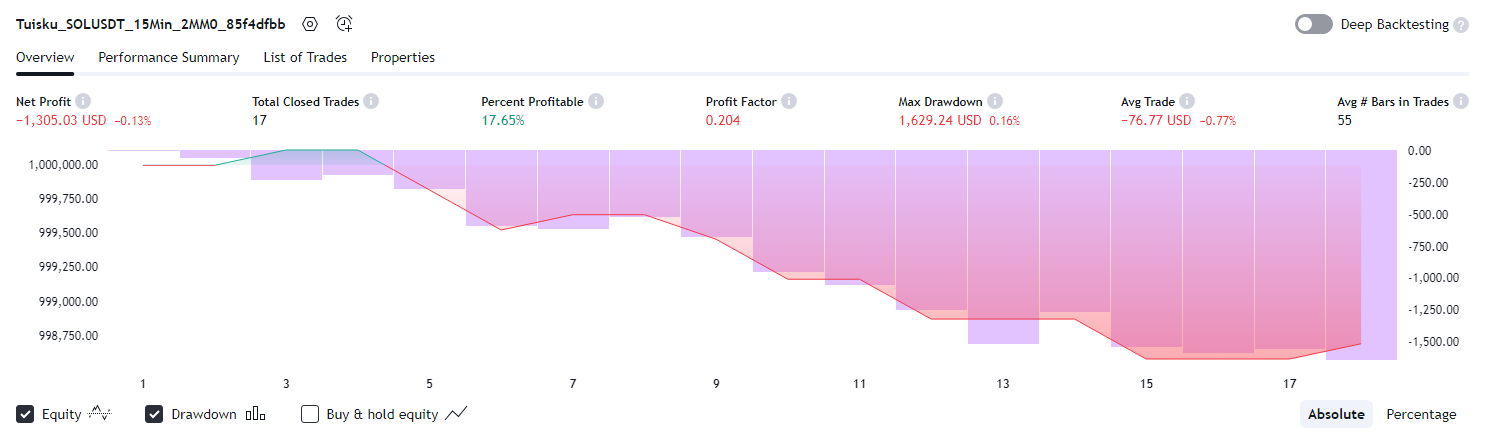 Tuisku_SOLUSDT_15Min_2MM0_85f4dfbb Deep Backtesting
Overview Performance Summary List of Trades Properties
Net Profit Total Closed Trades Percent Profitable Profit Factor Max Drawdown Avg Trade Avg # Bars in Trades
−1,305.03 USD −0.13% 17 17.65% 0.204 1,629.24 USD 0.16% −76.77 USD −0.77% 55
1,000,000.00
999,750.00
999,500.00
999,250.00
999,000.00
998,750.00
0.00
-250.00
-500.00
-750.00
-1,000.00
-1,250.00
-1,500.00
1 3 5 7 9 11 13 15 17
Equity Drawdown Buy & hold equity Absolute Percentage